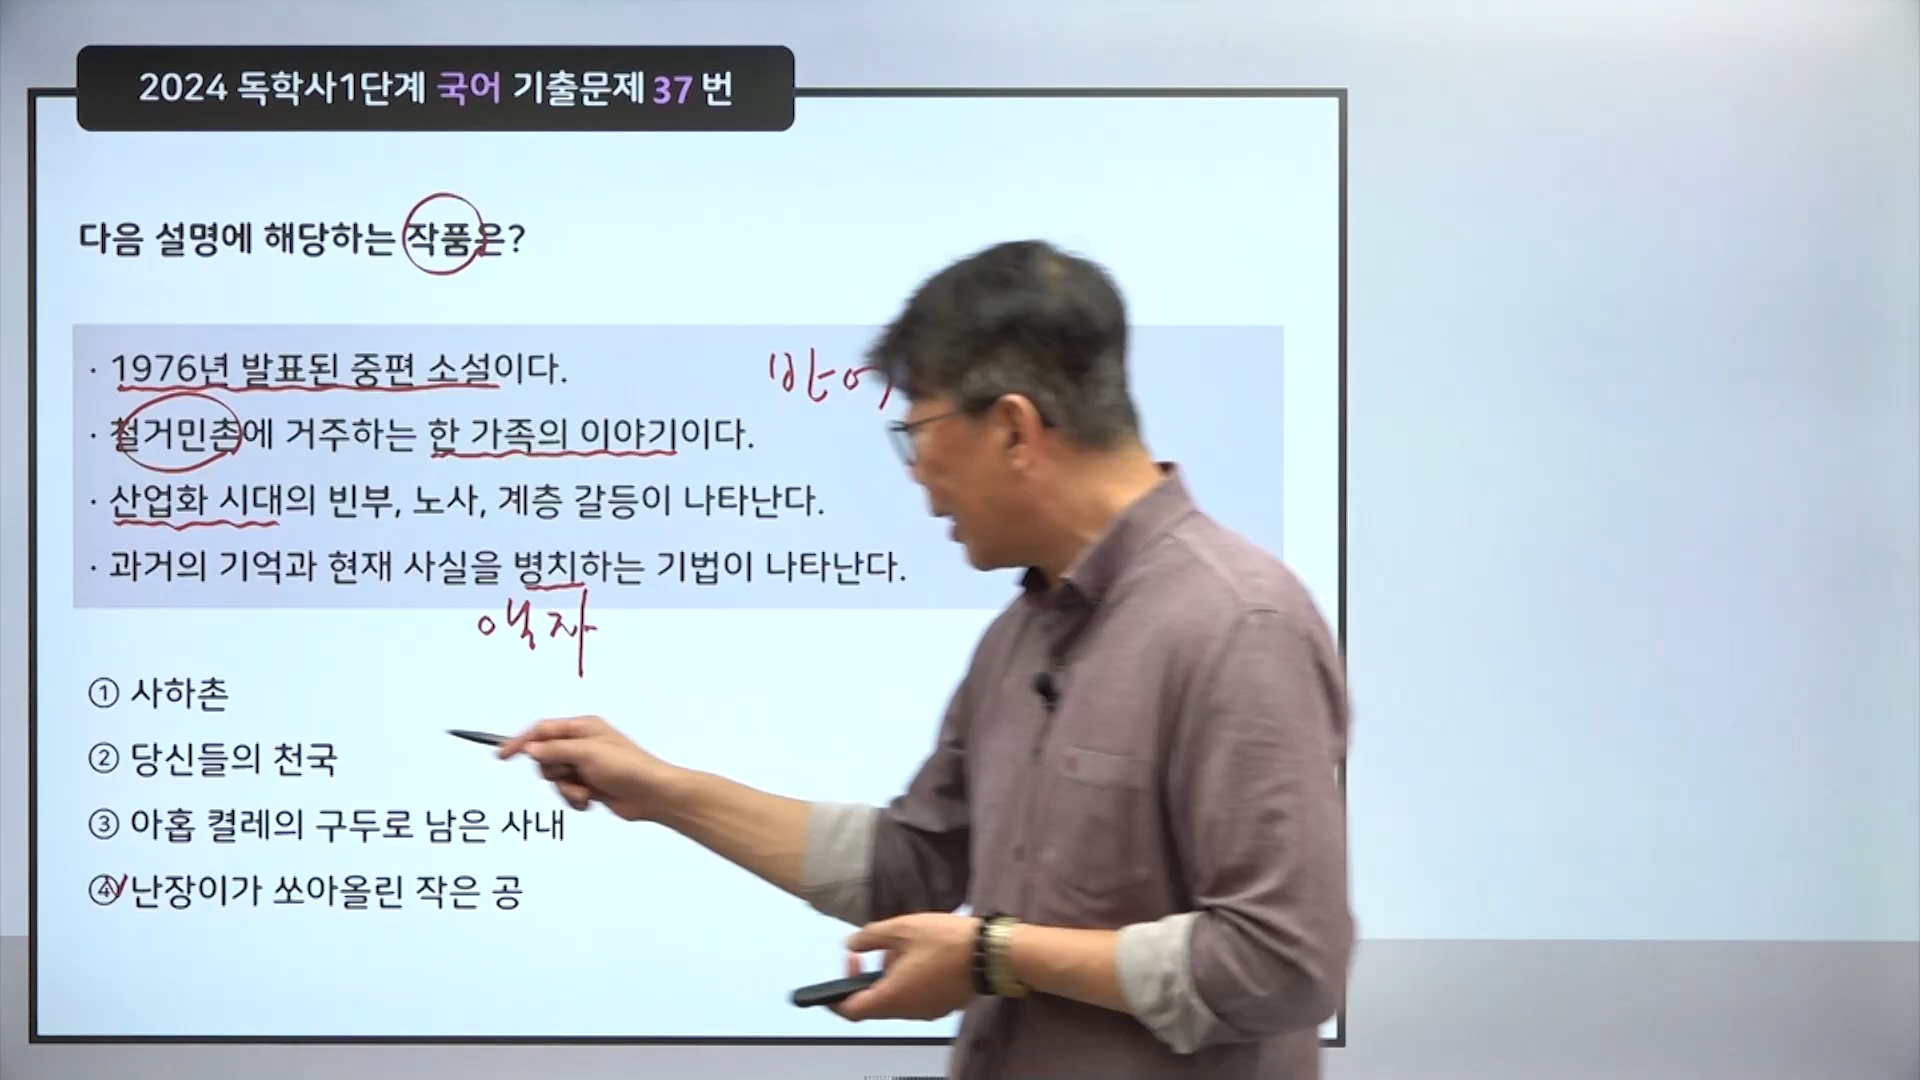 2024 독학사1단계 국어 기출문제 37 번
다음 설명에 해당하는 작품은?
· 1976년 발표된 중편 소설이다.
반어
· 철거민촌에 거주하는 한 가족의 이야기이다.
· 산업화 시대의 빈부, 노사, 계층 갈등이 나타난다.
· 과거의 기억과 현재 사실을 병치하는 기법이 나타난다.
액자
① 사하촌
② 당신들의 천국
③ 아홉 켤레의 구두로 남은 사내
④ 난장이가 쏘아올린 작은 공